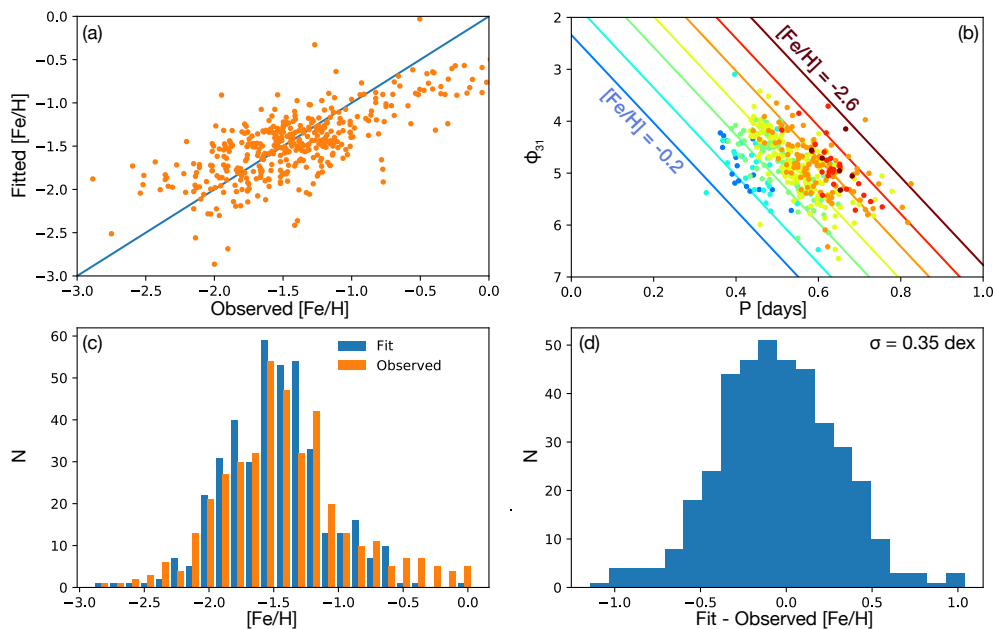 (a)
0.0
−0.5
−1.0
−1.5
−2.0
−2.5
−3.0
Fitted [Fe/H]
−3.0 −2.5 −2.0 −1.5 −1.0 −0.5 0.0
Observed [Fe/H]
(b)
2
3
4
5
6
7
Φ31
[Fe/H] = -2.6
[Fe/H] = -0.2
0.0 0.2 0.4 0.6 0.8 1.0
P [days]
(c)
Fit
Observed
60
50
40
30
20
10
0
N
−3.0 −2.5 −2.0 −1.5 −1.0 −0.5 0.0
[Fe/H]
(d)
σ = 0.35 dex
50
40
30
20
10
0
N
−1.0 −0.5 0.0 0.5 1.0
Fit - Observed [Fe/H]